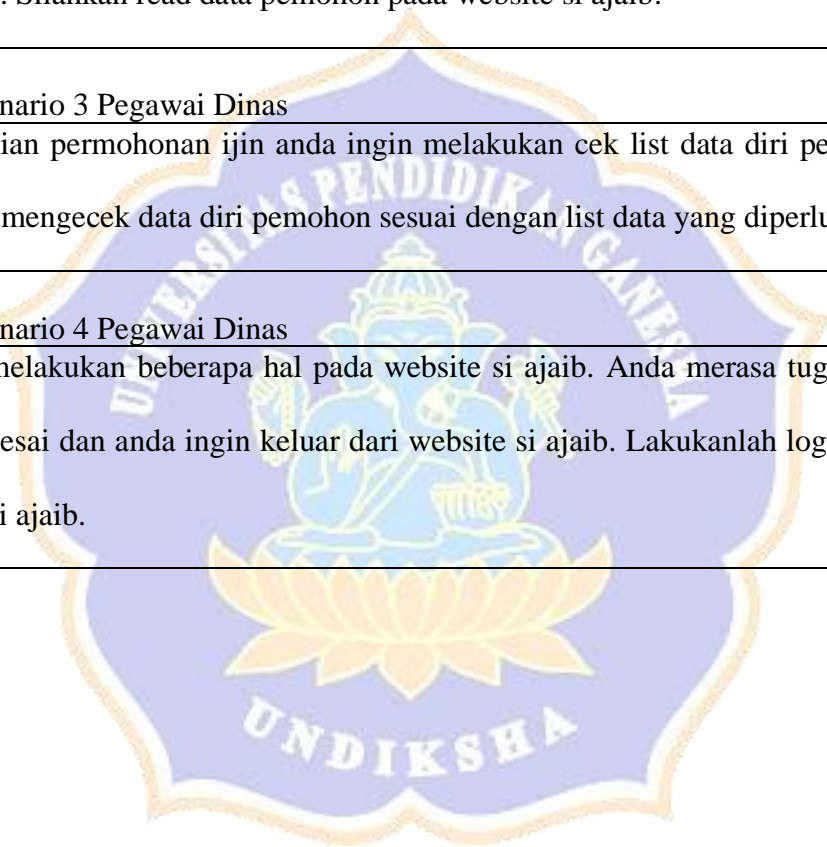 . Silahkan read data pemohon pada website si ajaib.
nario 3 Pegawai Dinas
ian permohonan ijin anda ingin melakukan cek list data diri pe
mengecek data diri pemohon sesuai dengan list data yang diperlu
nario 4 Pegawai Dinas
melakukan beberapa hal pada website si ajaib. Anda merasa tug
esai dan anda ingin keluar dari website si ajaib. Lakukanlah log
i ajaib.
UNIVERSITAS PENDIDIKAN GANESHA
UNDIKSHA